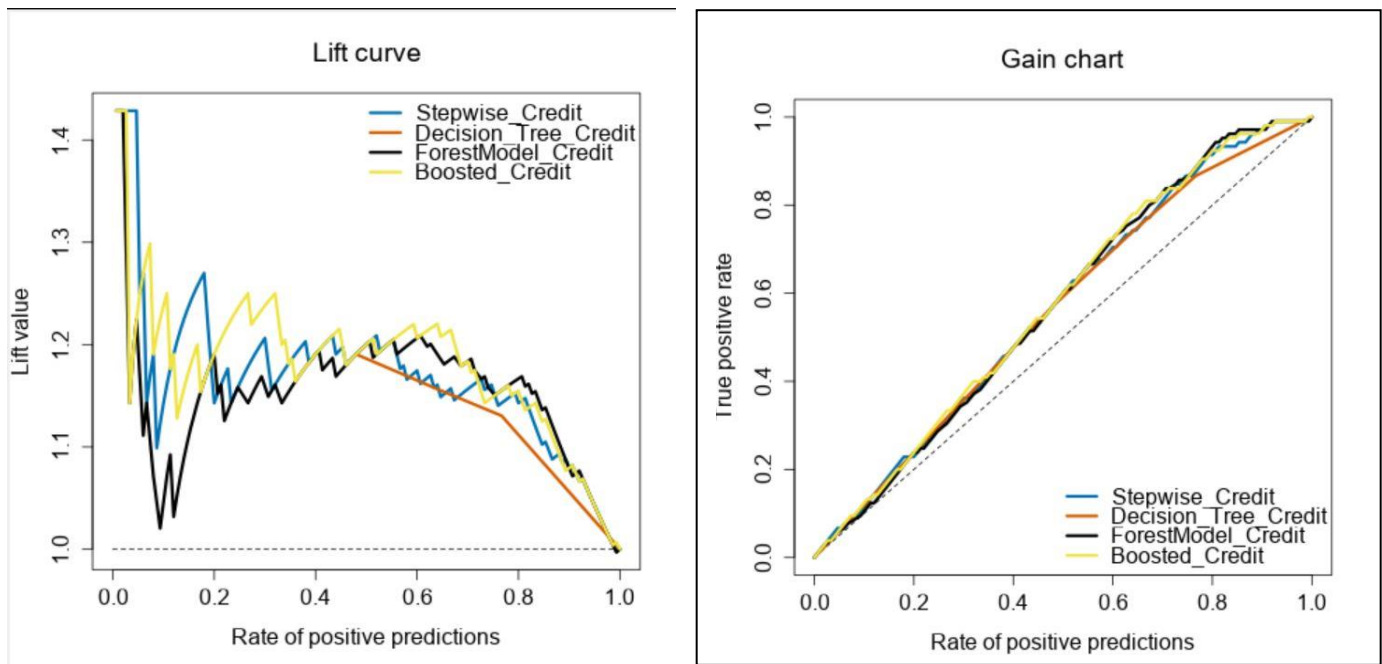 Lift curve
Stepwise_Credit
Decision_Tree_Credit
ForestModel_Credit
Boosted_Credit
1.4
1.3
1.2
1.1
1.0
Lift value
0.0 0.2 0.4 0.6 0.8 1.0
Rate of positive predictions
Gain chart
1.0
0.8
0.6
0.4
0.2
0.0
True positive rate
Stepwise_Credit
Decision_Tree_Credit
ForestModel_Credit
Boosted_Credit
0.0 0.2 0.4 0.6 0.8 1.0
Rate of positive predictions